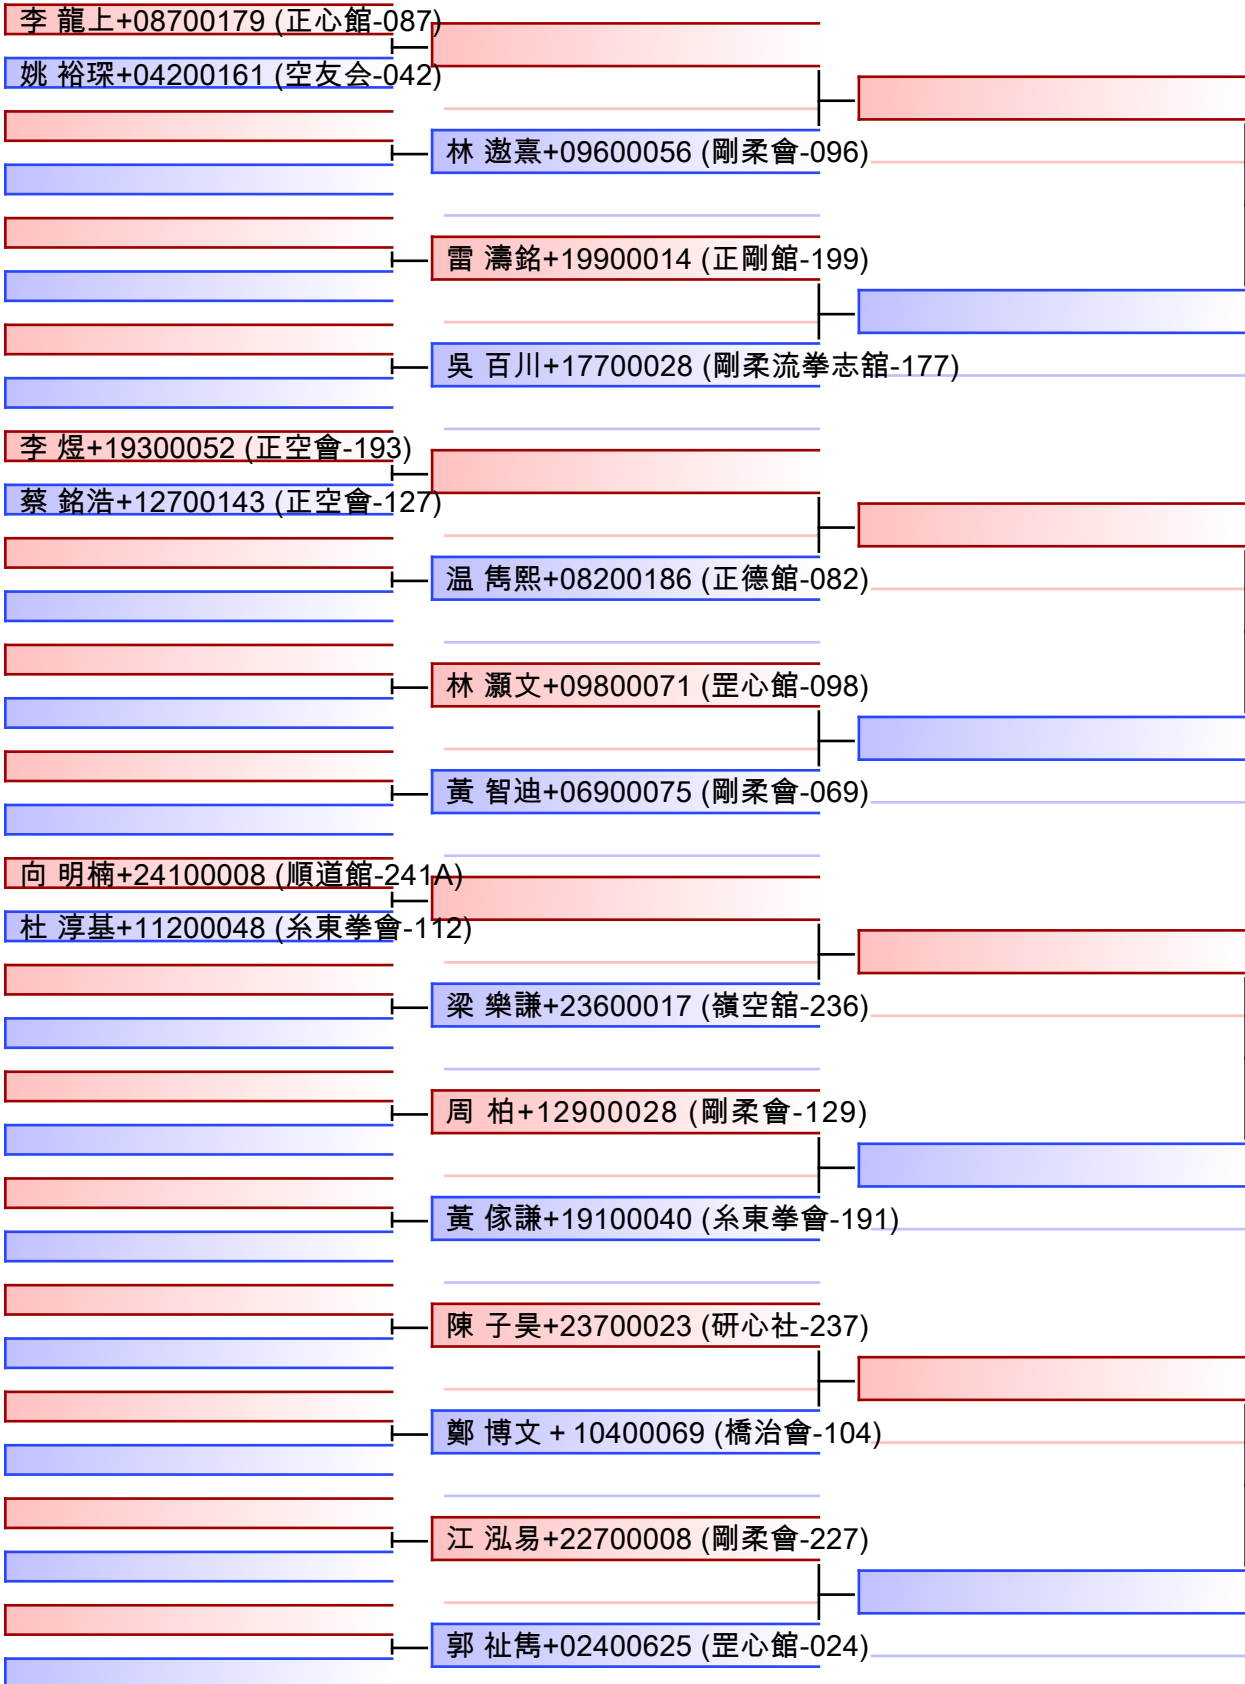 李 龍上+08700179 (正心館-087)
姚 裕琛+04200161 (空友会-042)
林 遨熹+09600056 (剛柔會-096)
雷 濤銘+19900014 (正剛館-199)
吳 百川+17700028 (剛柔流拳志舘-177)
李 煜+19300052 (正空會-193)
蔡 銘浩+12700143 (正空會-127)
温 雋熙+08200186 (正德館-082)
林 灝文+09800071 (罡心館-098)
黃 智迪+06900075 (剛柔會-069)
向 明楠+24100008 (順道館-241A)
杜 淳基+11200048 (糸東拳會-112)
梁 樂謙+23600017 (嶺空舘-236)
周 柏+12900028 (剛柔會-129)
黃 傢謙+19100040 (糸東拳會-191)
陳 子昊+23700023 (研心社-237)
鄭 博文 + 10400069 (橋治會-104)
江 泓易+22700008 (剛柔會-227)
郭 祉雋+02400625 (罡心館-024)